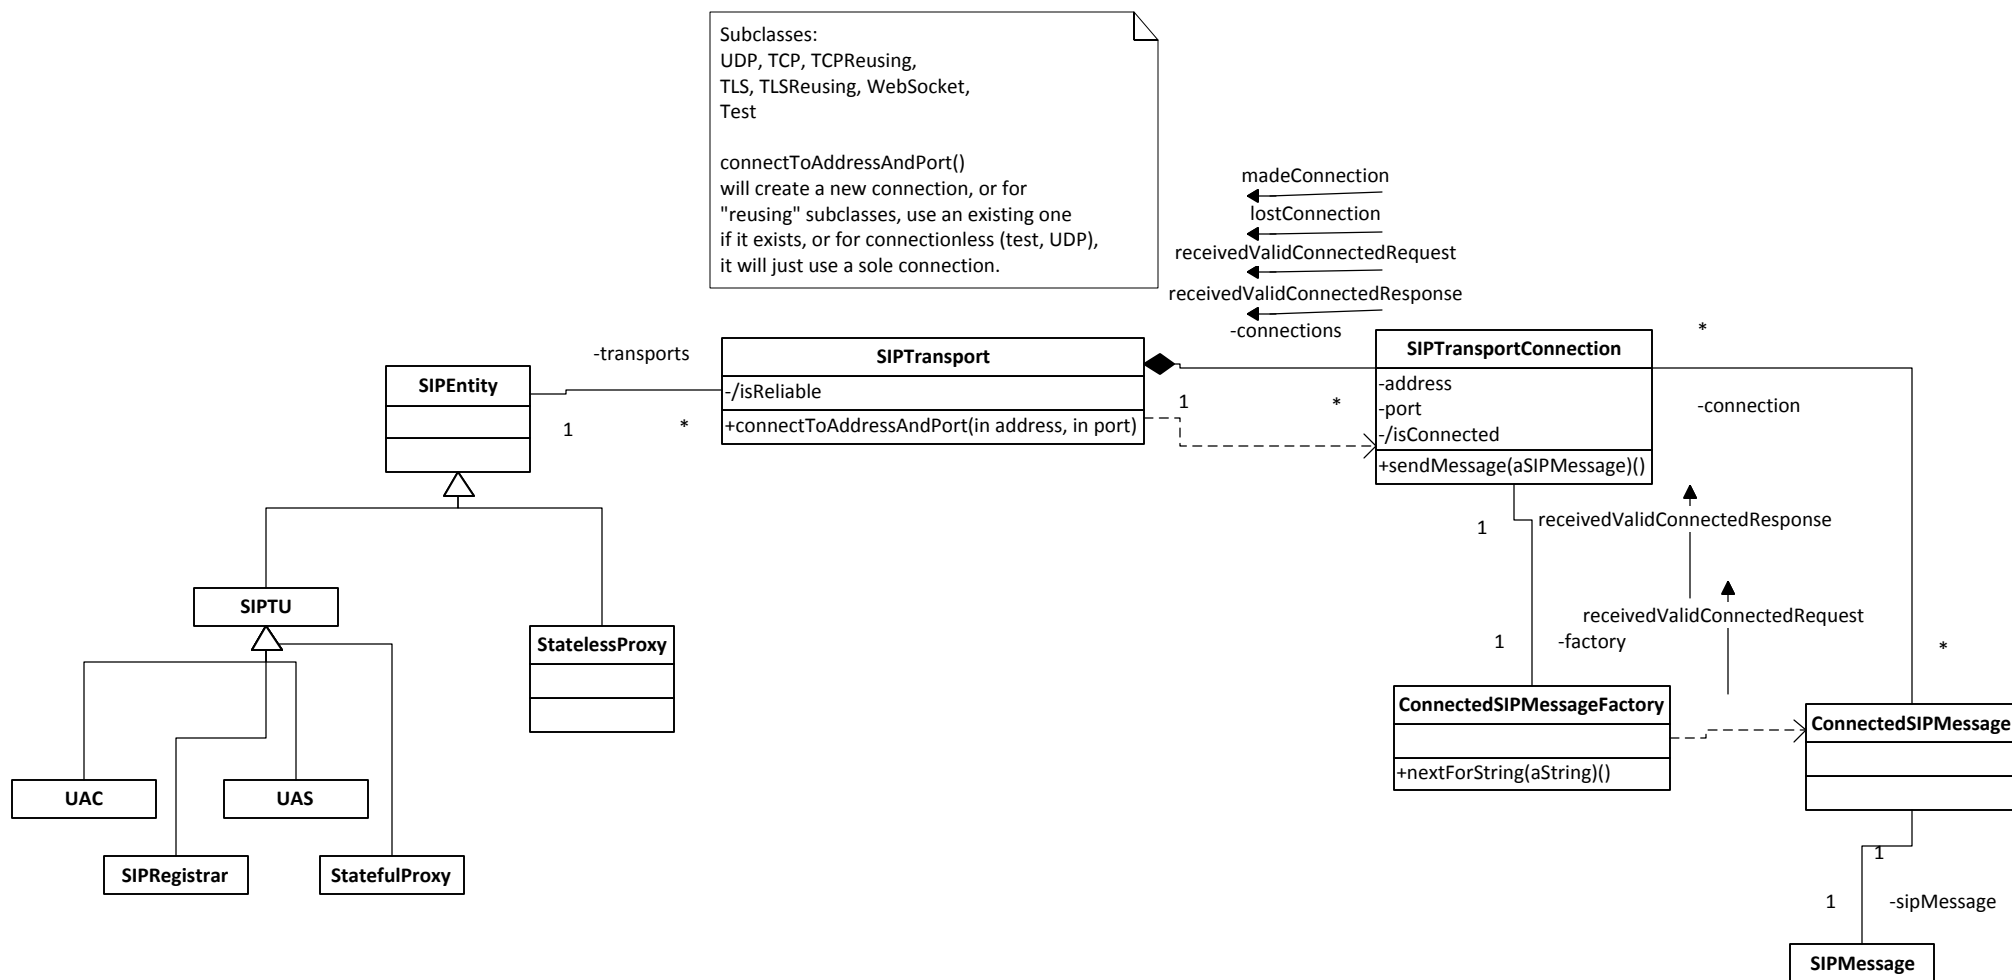 Subclasses:
UDP, TCP, TCPReusing,
TLS, TLSReusing, WebSocket,
Test
connectToAddressAndPort()
will create a new connection, or for
"reusing" subclasses, use an existing one
if it exists, or for connectionless (test, UDP),
it will just use a sole connection.
madeConnection
lostConnection
receivedValidConnectedRequest
receivedValidConnectedResponse
-connections
*
-transports
SIPTransport
-/isReliable
+connectToAddressAndPort(in address, in port)
SIPTransportConnection
-address
-port
-/isConnected
+sendMessage(aSIPMessage)()
SIPEntity
1
*
1
*
-connection
1
receivedValidConnectedResponse
receivedValidConnectedRequest
1
-factory
*
SIPTU
StatelessProxy
ConnectedSIPMessageFactory
+nextForString(aString)()
ConnectedSIPMessage
UAC
UAS
SIPRegistrar
StatefulProxy
1
1
-sipMessage
SIPMessage